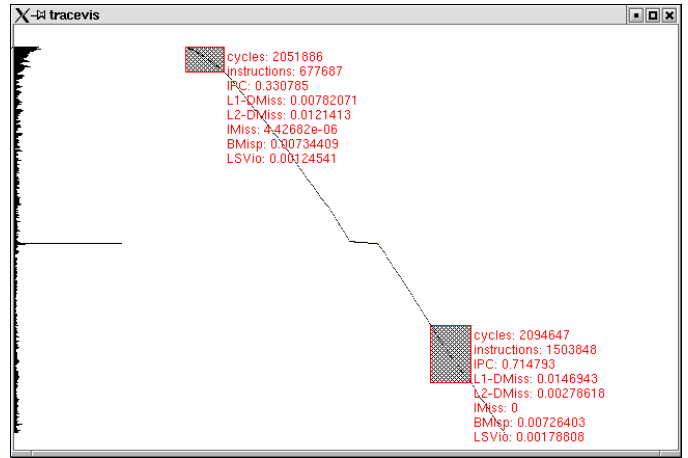 tracevis
cycles: 2051886
instructions: 677687
IPC: 0.330785
L1-DMiss: 0.00782071
L2-DMiss: 0.0121413
IMiss: 4.42682e-06
BMisp: 0.00734409
LSVio: 0.00124541
cycles: 2094647
instructions: 1503848
IPC: 0.714793
L1-DMiss: 0.0146943
L2-DMiss: 0.00278618
IMiss: 0
BMisp: 0.00726403
LSVio: 0.00178808